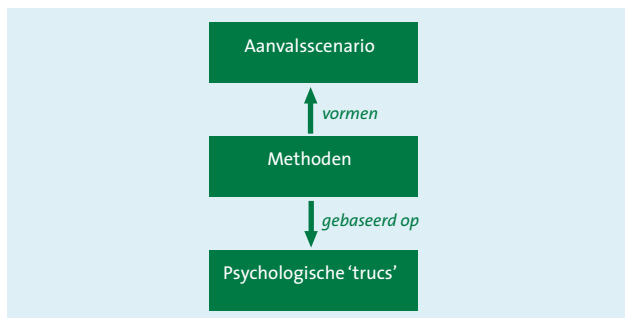 Aanvalsscenario
vormen
Methoden
gebaseerd op
Psychologische ‘trucs’